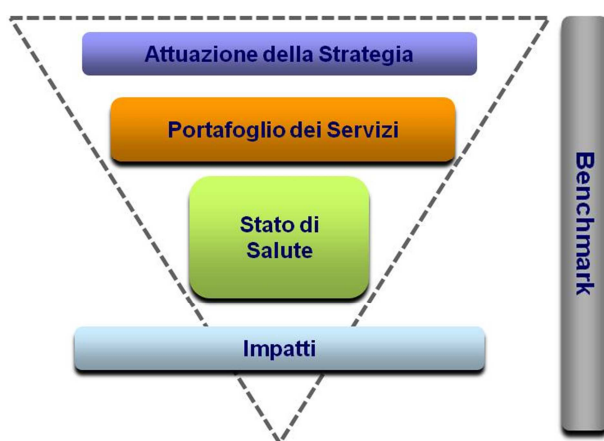 Attuazione della Strategia
Portafoglio dei Servizi
Stato di
Salute
Impatti
Benchmark